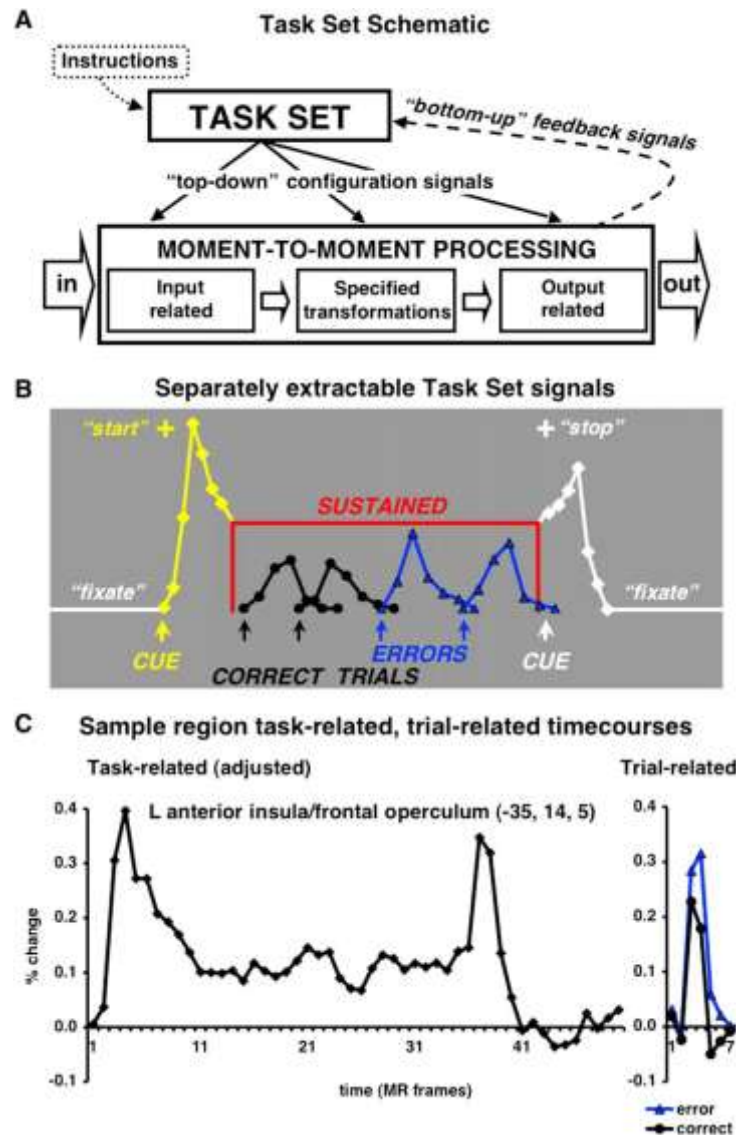 A
Task Set Schematic
Instructions
TASK SET
"bottom-up" feedback signals
"top-down" configuration signals
MOMENT-TO-MOMENT PROCESSING
in
Input
related
Specified
transformations
Output
related
out
B
Separately extractable Task Set signals
"start" +
+ "stop"
SUSTAINED
"fixate"
"fixate"
CUE
CORRECT TRIALS
ERRORS
CUE
C
Sample region task-related, trial-related timecourses
Task-related (adjusted)
Trial-related
L anterior insula/frontal operculum (-35, 14, 5)
% change
0.4
0.3
0.2
0.1
0.0
-0.1
1
11
21
31
41
time (MR frames)
0.4
0.3
0.2
0.1
0.0
-0.1
1
7
error
correct